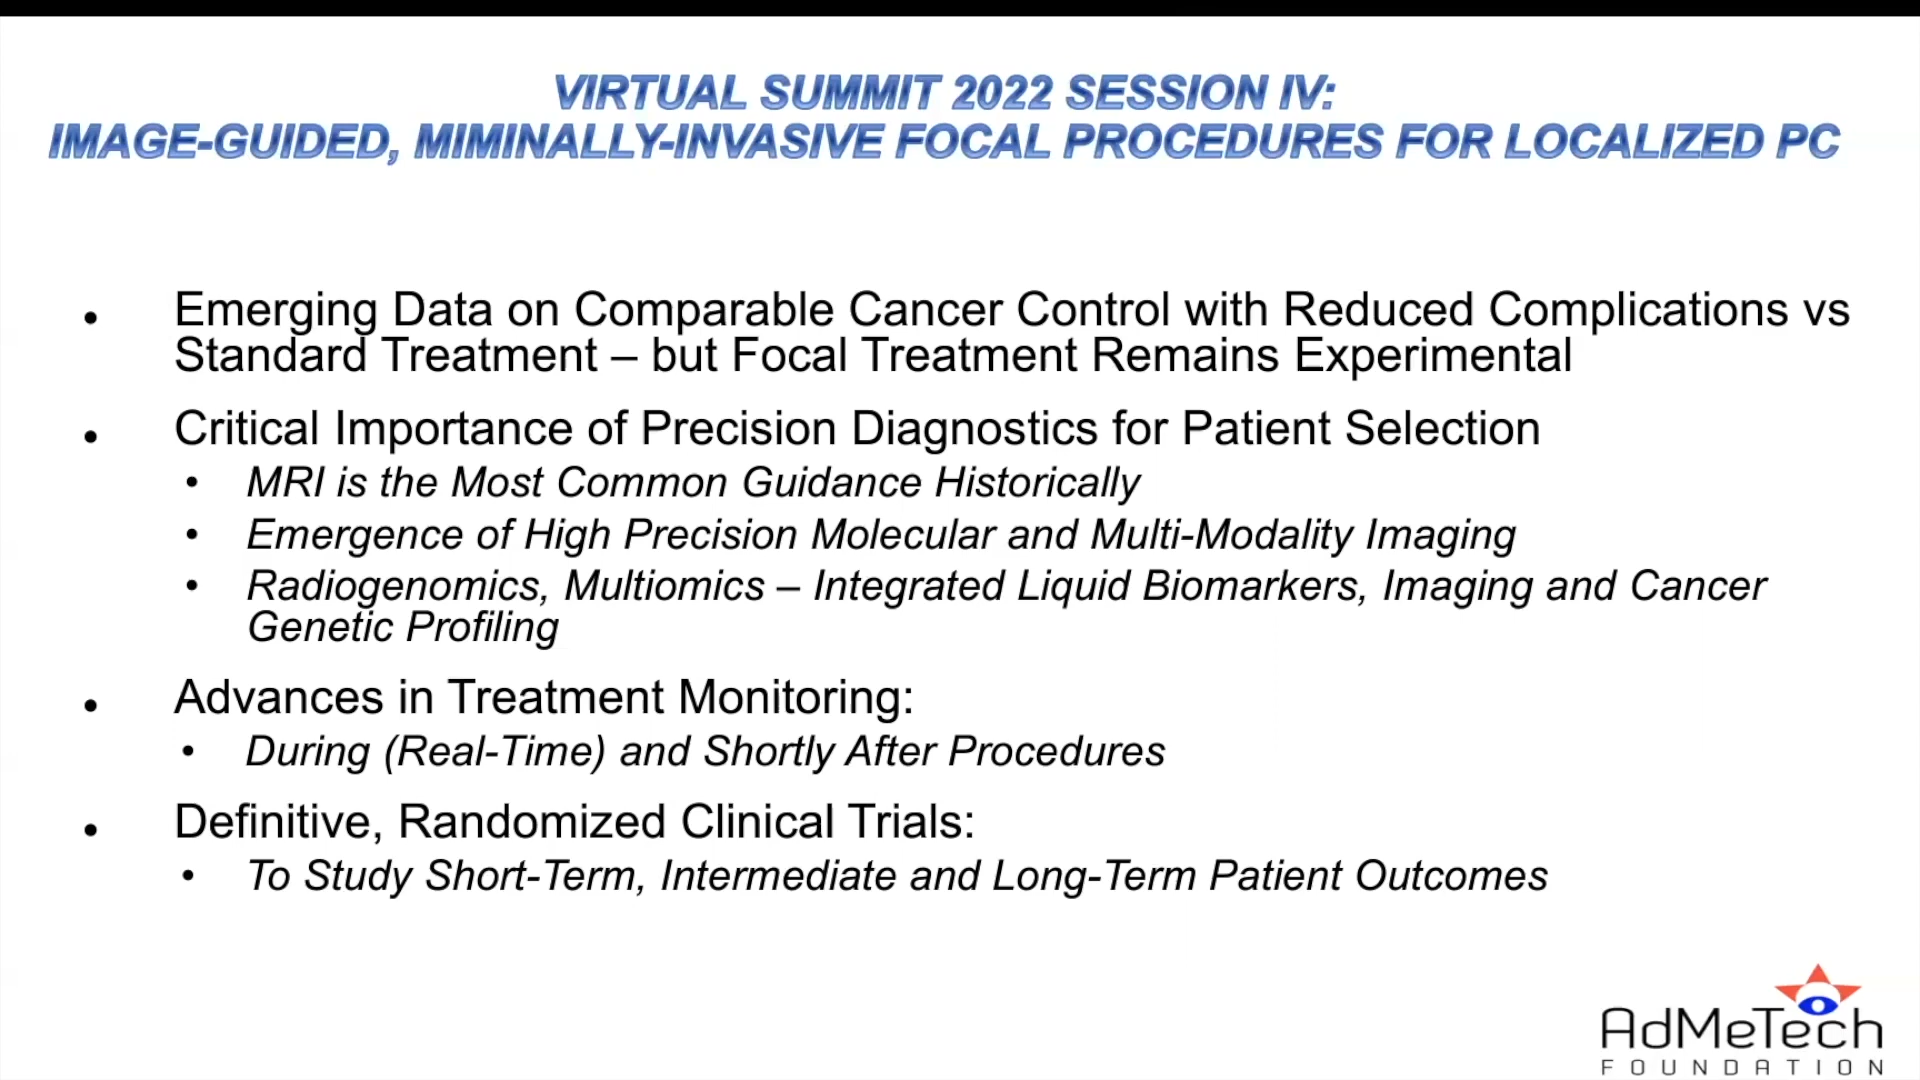 VIRTUAL SUMMIT 2022 SESSION IV:
IMAGE-GUIDED, MIMINALLY-INVASIVE FOCAL PROCEDURES FOR LOCALIZED PC
• Emerging Data on Comparable Cancer Control with Reduced Complications vs
Standard Treatment – but Focal Treatment Remains Experimental
• Critical Importance of Precision Diagnostics for Patient Selection
• MRI is the Most Common Guidance Historically
• Emergence of High Precision Molecular and Multi-Modality Imaging
• Radiogenomics, Multiomics – Integrated Liquid Biomarkers, Imaging and Cancer
Genetic Profiling
• Advances in Treatment Monitoring:
• During (Real-Time) and Shortly After Procedures
• Definitive, Randomized Clinical Trials:
• To Study Short-Term, Intermediate and Long-Term Patient Outcomes
AdMeTech
FOUNDATION